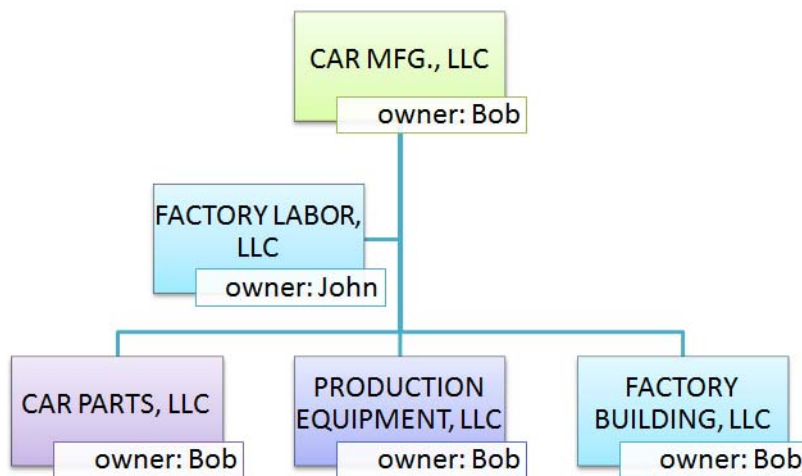 CAR MFG., LLC
owner: Bob
FACTORY LABOR,
LLC
owner: John
CAR PARTS, LLC
owner: Bob
PRODUCTION
EQUIPMENT, LLC
owner: Bob
FACTORY
BUILDING, LLC
owner: Bob